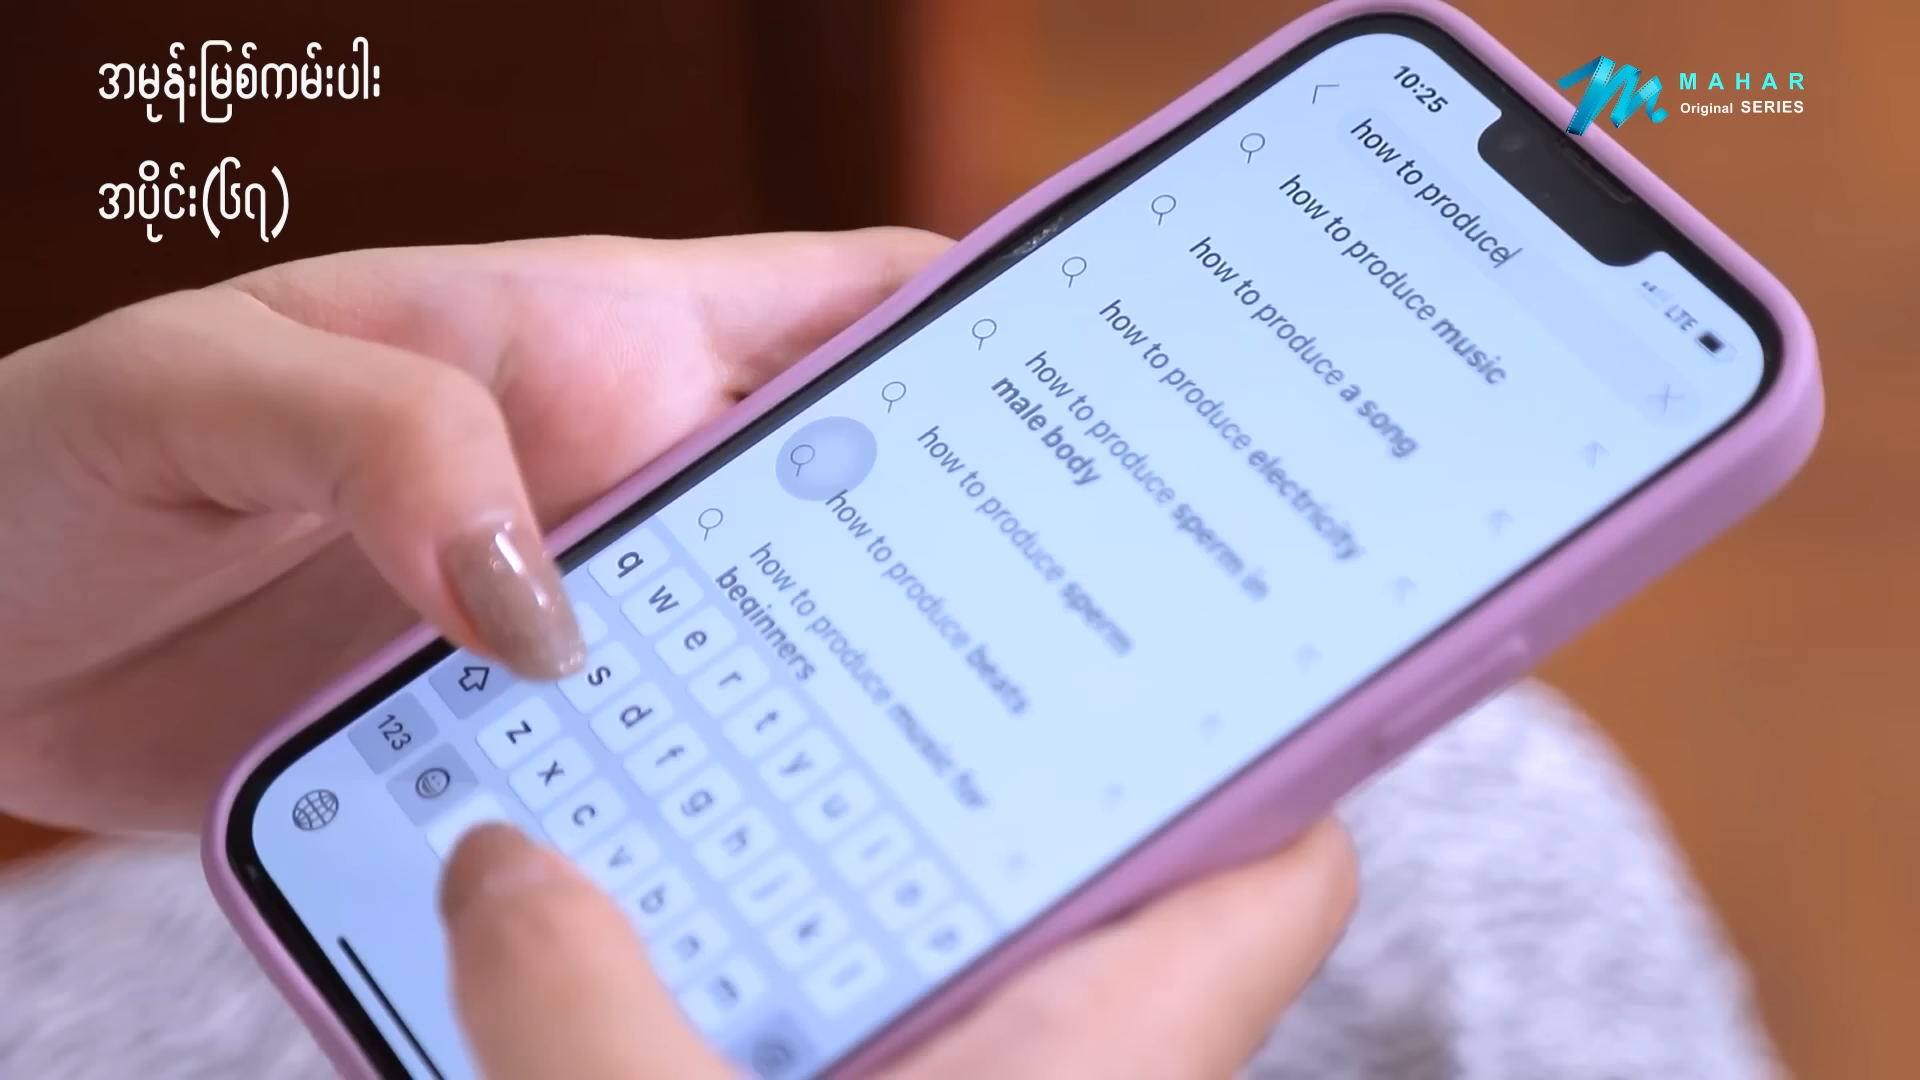 အမုန်းမြစ်ကမ်းပါး
အပိုင်း(၆၇)
MAHAR
Original SERIES
10:25
LTE
how to produce
how to produce music
how to produce a song
how to produce electricity
how to produce sperm in
male body
how to produce sperm
how to produce beats
how to produce music for
beginners
q w e r t y u i o p
s d f g h j k l
z x c v b n m
123